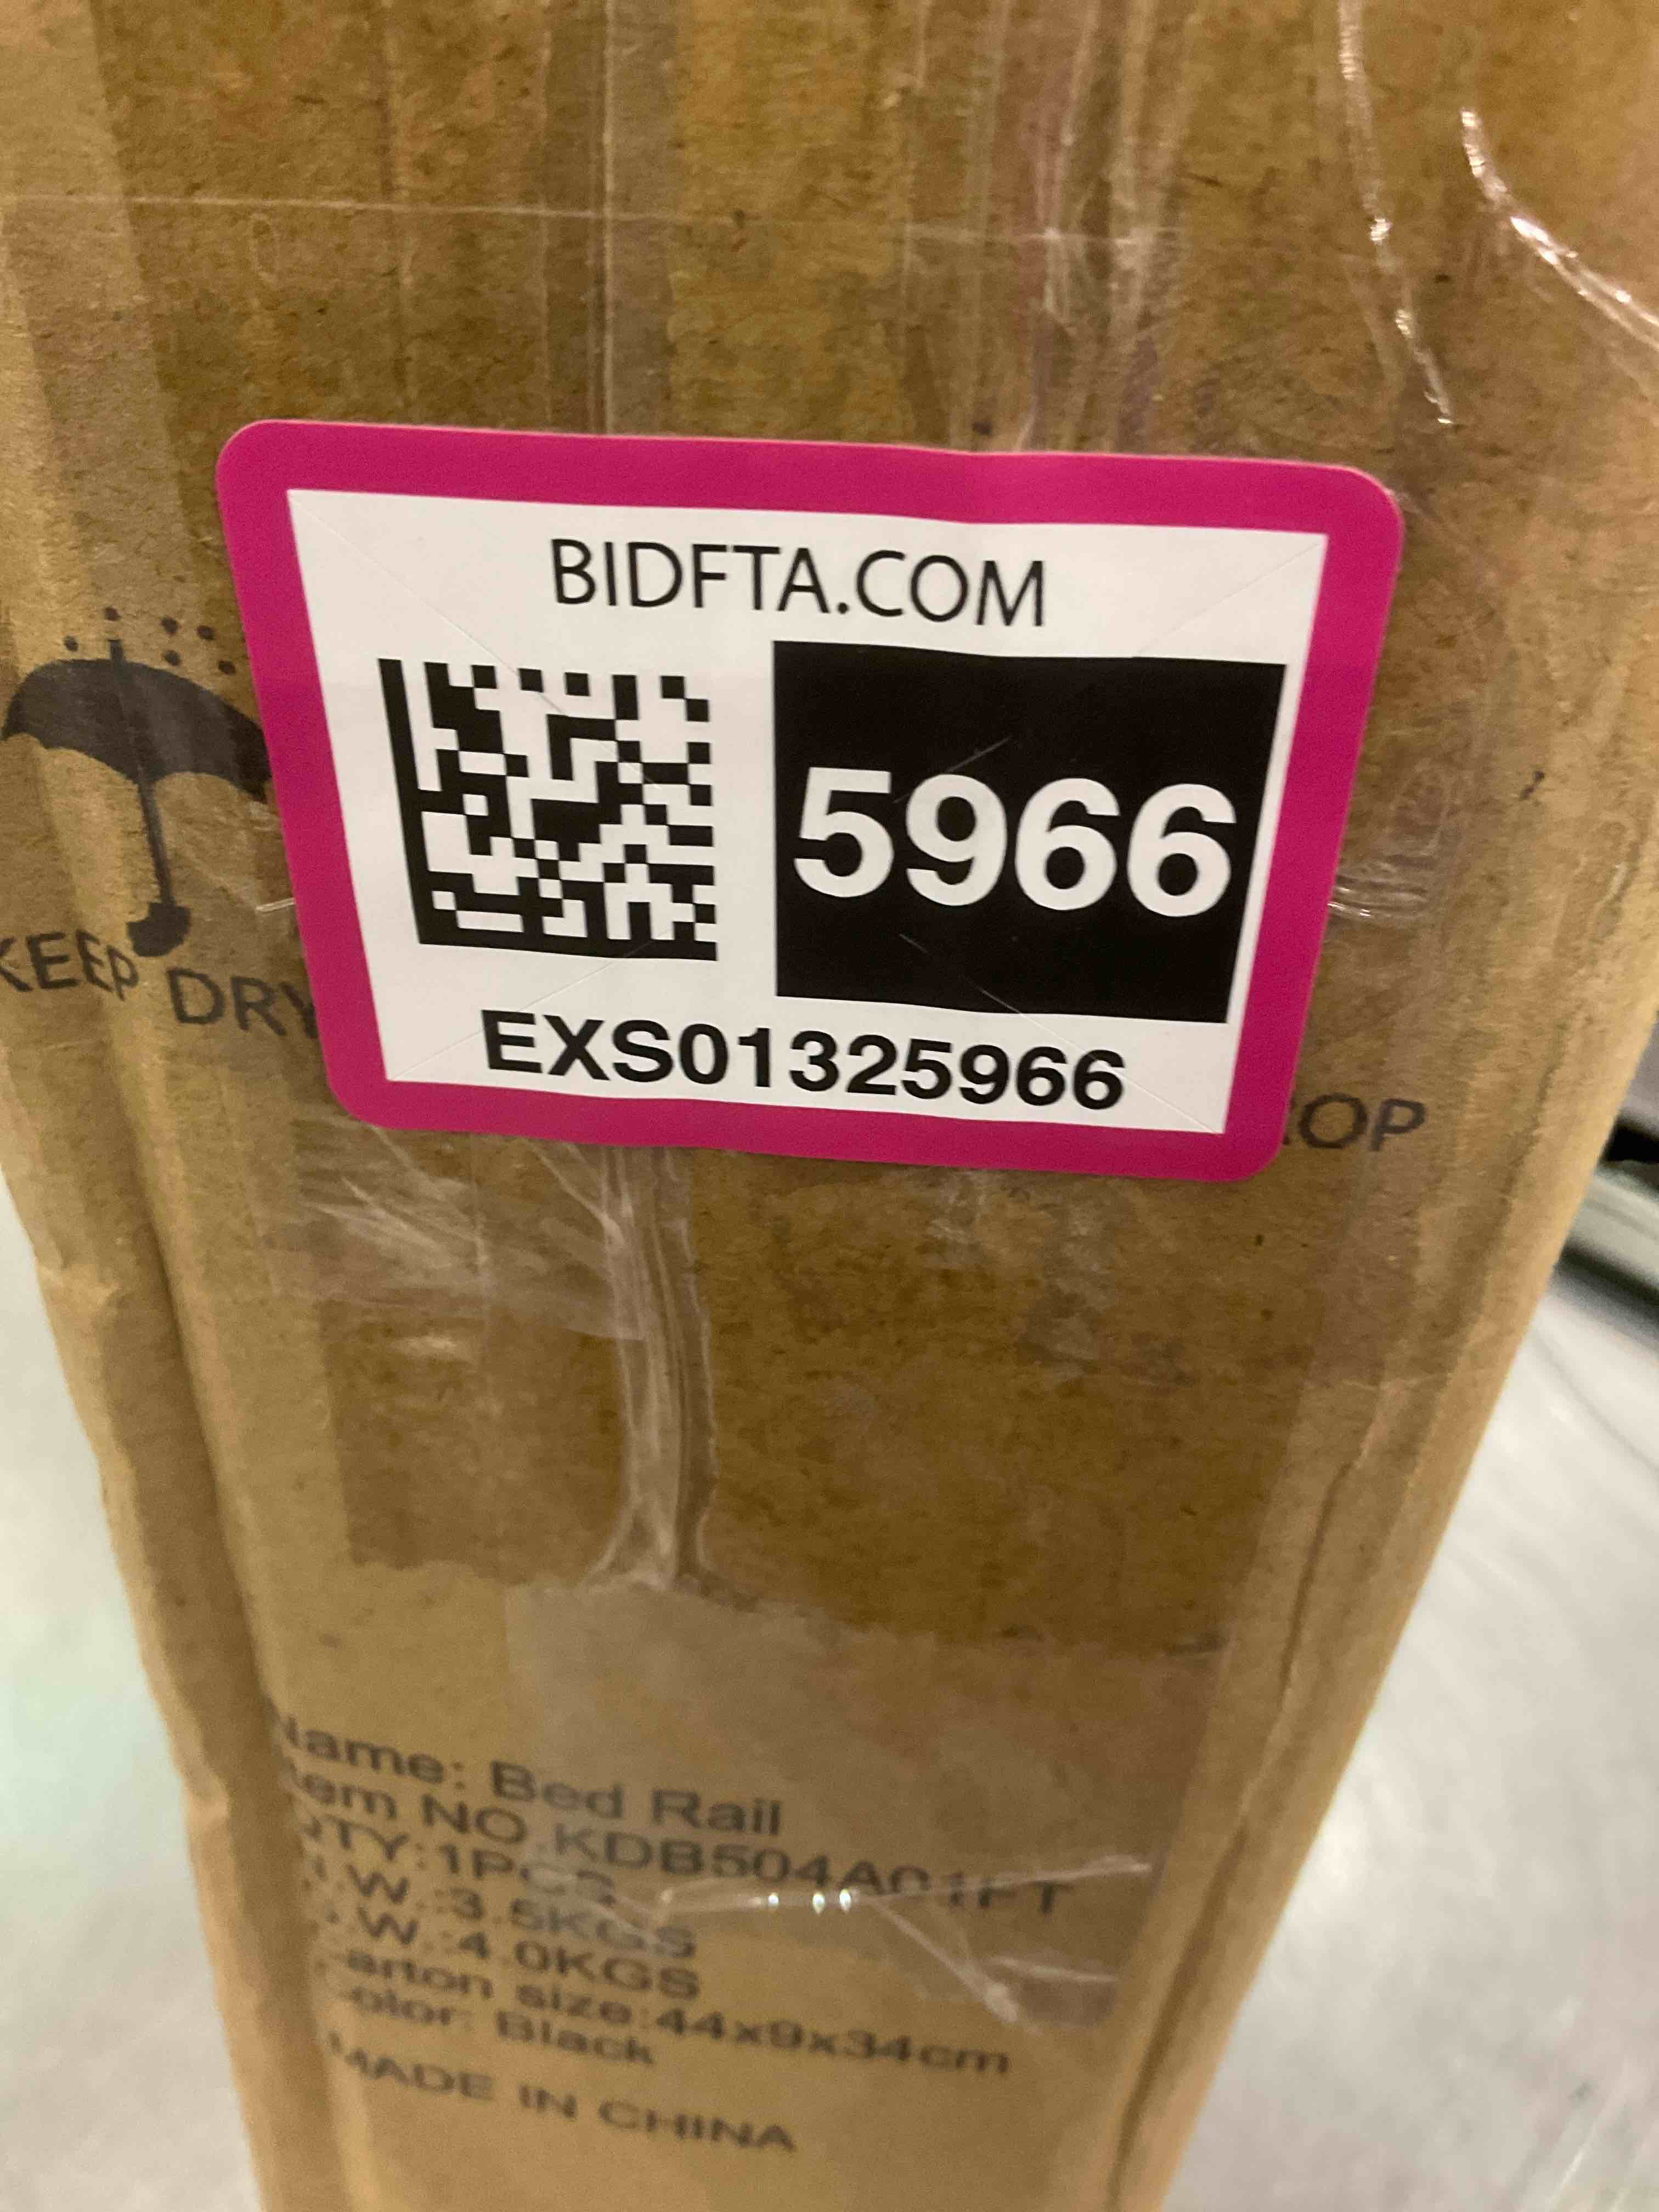 BIDFTA.COM
5966
EXS01325966
KEEP DRY
ROP
Name: Bed Rail
Item NO.KDB504A01FT
QTY:1PCS
N.W.:3.5KGS
G.W.:4.0KGS
Carton size:44x9x34cm
Color: Black
MADE IN CHINA